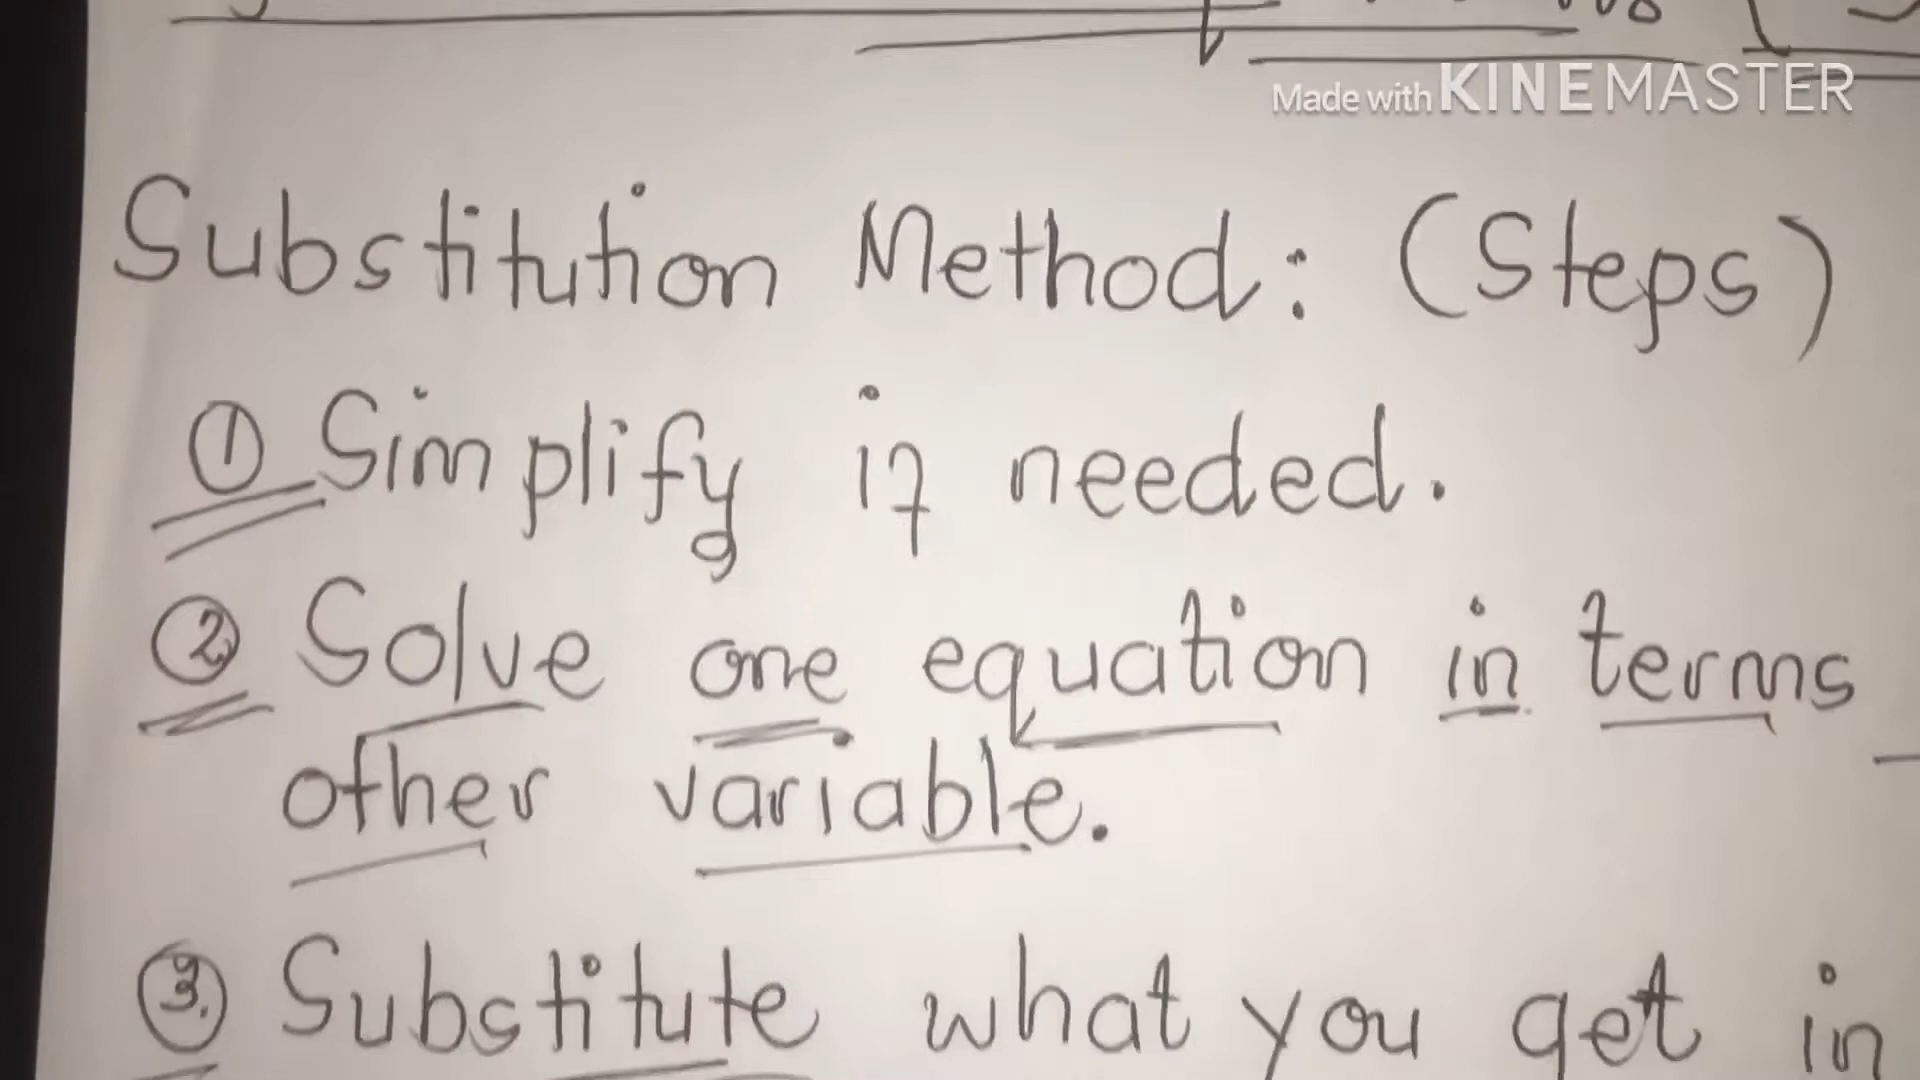 Made with KINEMASTER
Substitution Method: (Steps)
① Simplify if needed.
② Solve one equation in terms
other variable.
③. Substitute what you get in